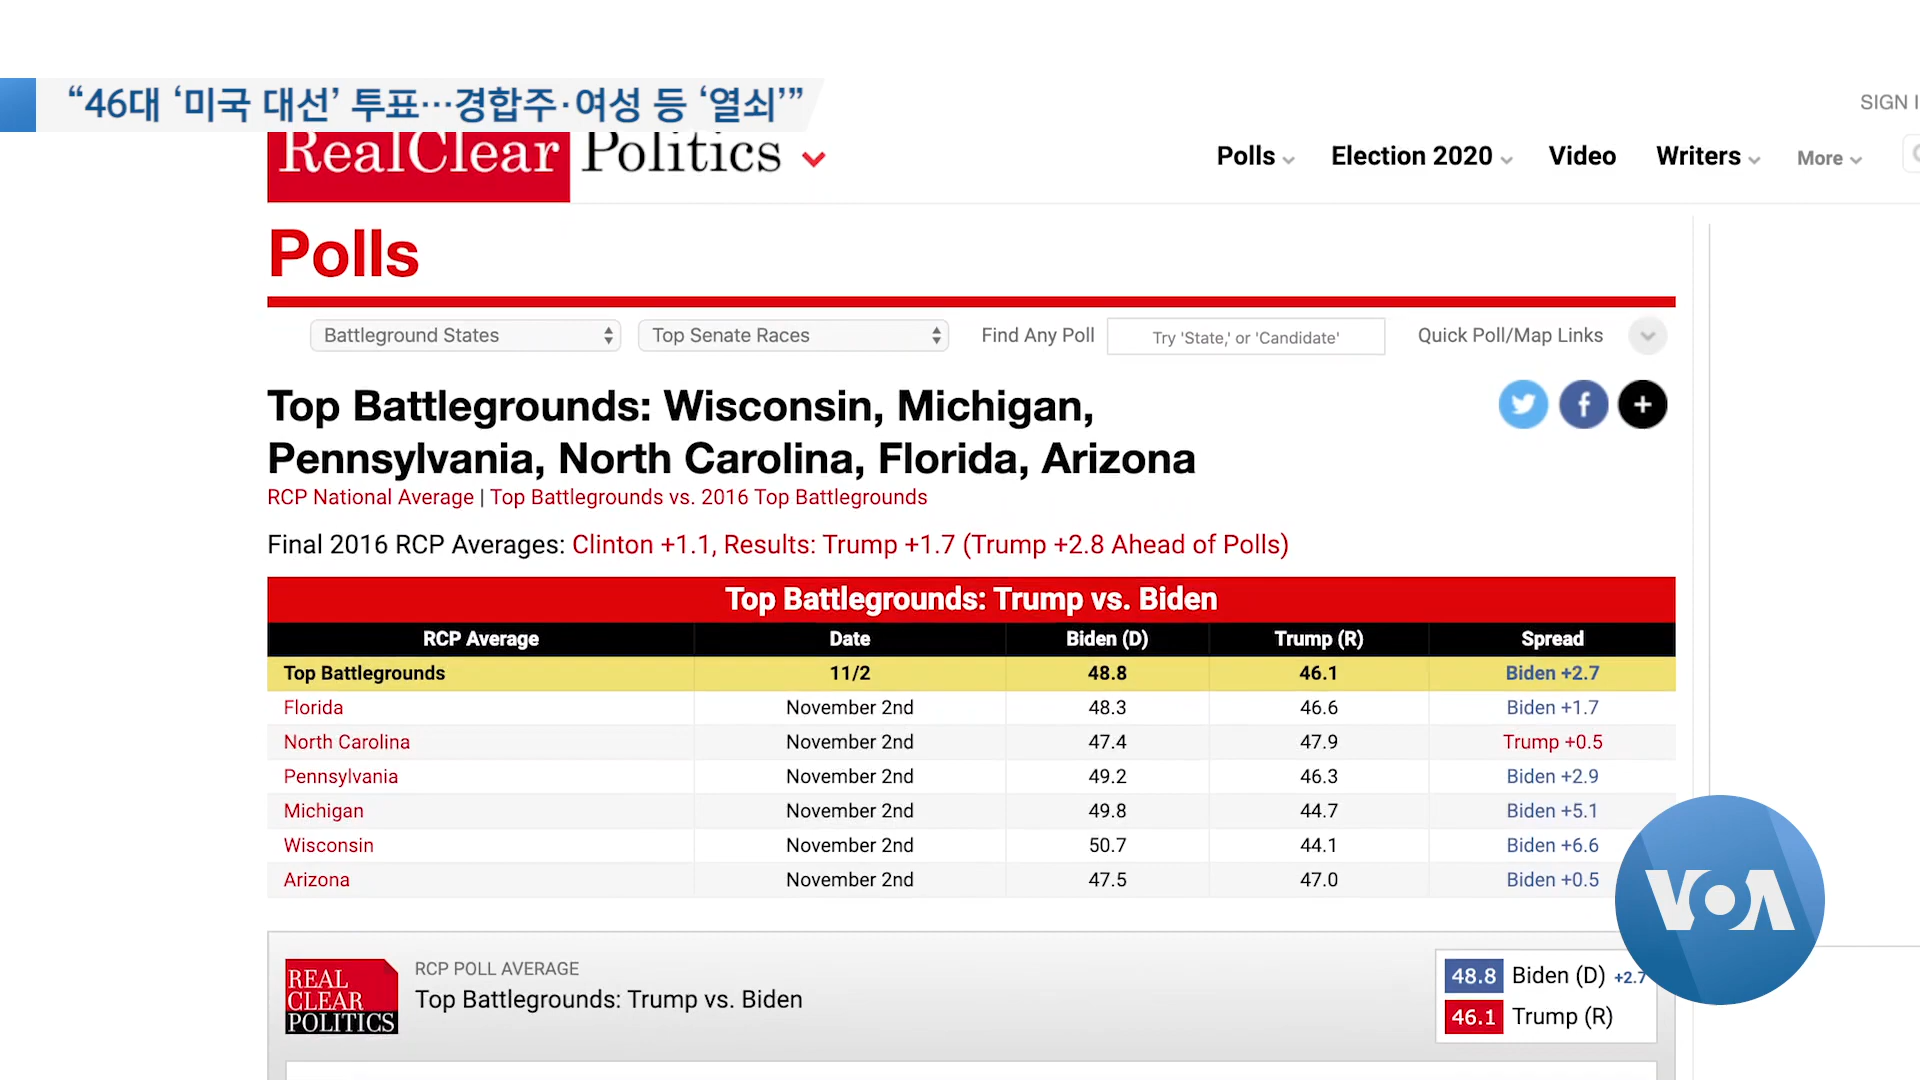 “46대 ‘미국 대선’ 투표…경합주·여성 등 ‘열쇠’”
SIGN
RealClear Politics
Polls Election 2020 Video Writers More
Polls
Battleground States Top Senate Races Find Any Poll Try 'State,' or 'Candidate' Quick Poll/Map Links
Top Battlegrounds: Wisconsin, Michigan,
Pennsylvania, North Carolina, Florida, Arizona
RCP National Average | Top Battlegrounds vs. 2016 Top Battlegrounds
Final 2016 RCP Averages: Clinton +1.1, Results: Trump +1.7 (Trump +2.8 Ahead of Polls)
Top Battlegrounds: Trump vs. Biden
RCP Average Date Biden (D) Trump (R) Spread
Top Battlegrounds 11/2 48.8 46.1 Biden +2.7
Florida November 2nd 48.3 46.6 Biden +1.7
North Carolina November 2nd 47.4 47.9 Trump +0.5
Pennsylvania November 2nd 49.2 46.3 Biden +2.9
Michigan November 2nd 49.8 44.7 Biden +5.1
Wisconsin November 2nd 50.7 44.1 Biden +6.6
Arizona November 2nd 47.5 47.0 Biden +0.5
VOA
REAL
CLEAR
POLITICS
RCP POLL AVERAGE
Top Battlegrounds: Trump vs. Biden
48.8 Biden (D) +2.7
46.1 Trump (R)